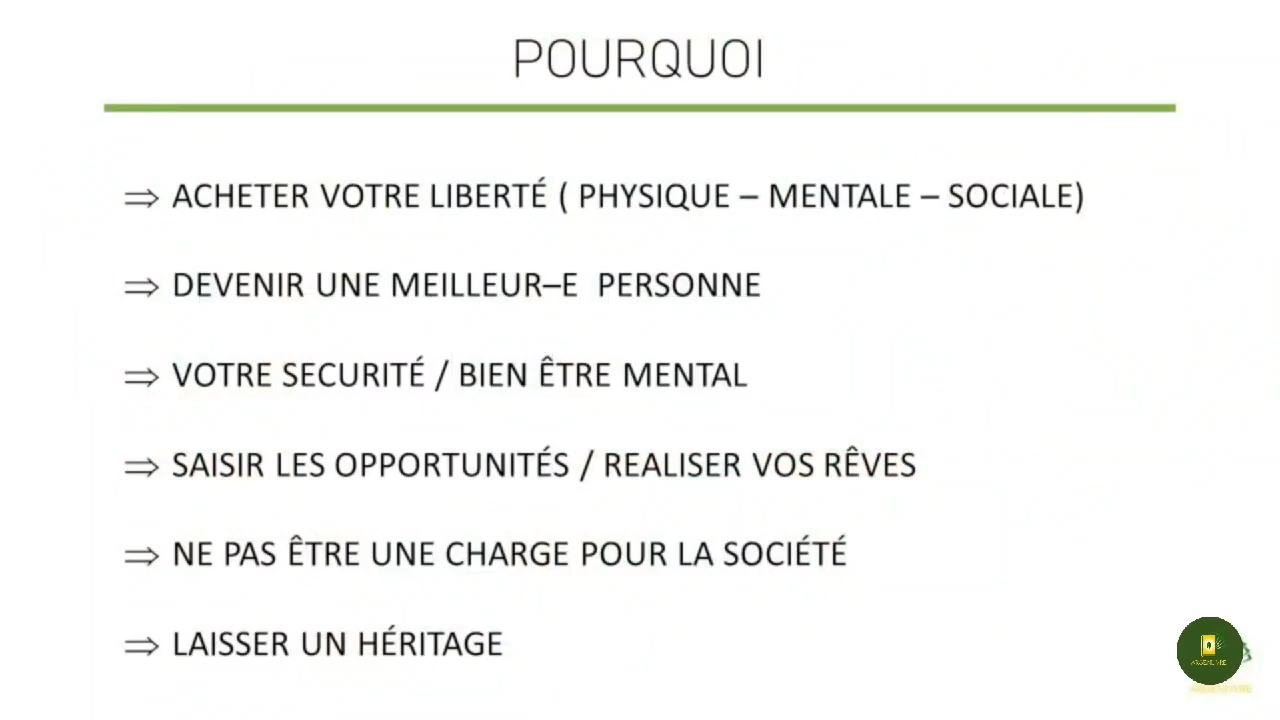 POURQUOI
⇒ ACHETER VOTRE LIBERTÉ ( PHYSIQUE – MENTALE – SOCIALE)
⇒ DEVENIR UNE MEILLEUR–E PERSONNE
⇒ VOTRE SECURITÉ / BIEN ÊTRE MENTAL
⇒ SAISIR LES OPPORTUNITÉS / REALISER VOS RÊVES
⇒ NE PAS ÊTRE UNE CHARGE POUR LA SOCIÉTÉ
⇒ LAISSER UN HÉRITAGE